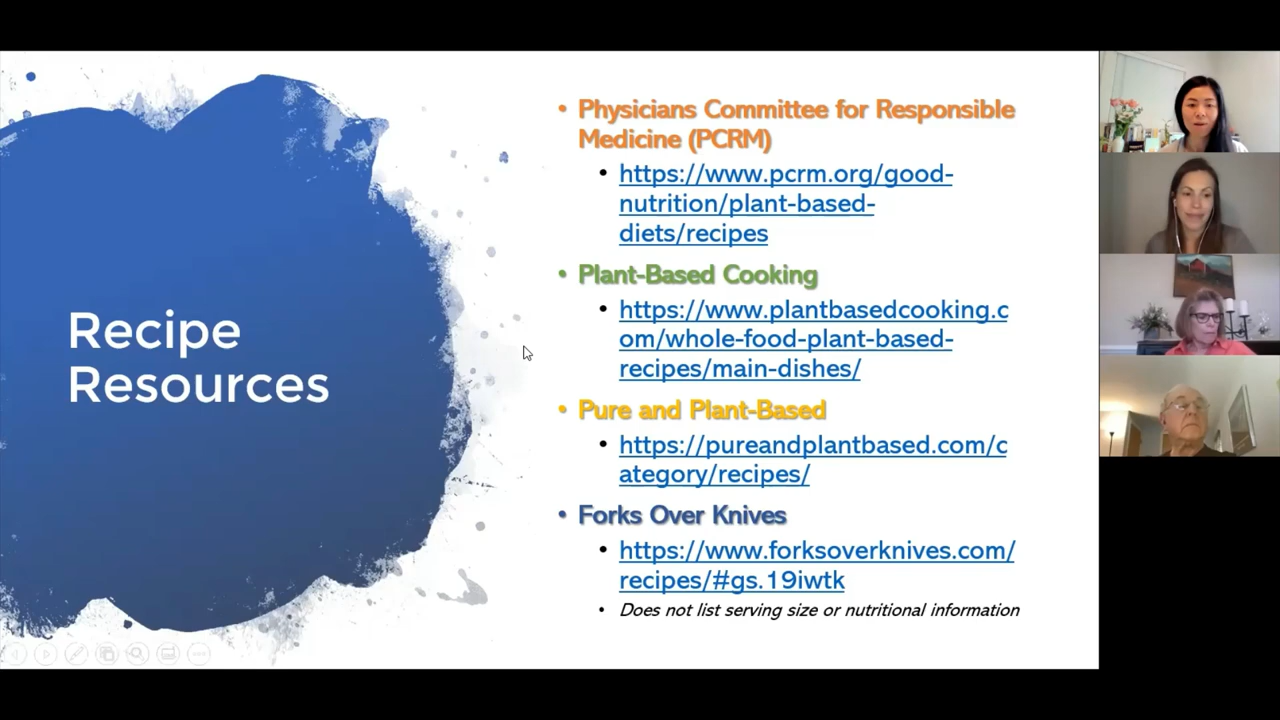 Recipe
Resources
• Physicians Committee for Responsible
Medicine (PCRM)
• https://www.pcrm.org/good-
nutrition/plant-based-
diets/recipes
• Plant-Based Cooking
• https://www.plantbasedcooking.c
om/whole-food-plant-based-
recipes/main-dishes/
• Pure and Plant-Based
• https://pureandplantbased.com/c
ategory/recipes/
• Forks Over Knives
• https://www.forksoverknives.com/
recipes/#gs.19iwtk
• Does not list serving size or nutritional information